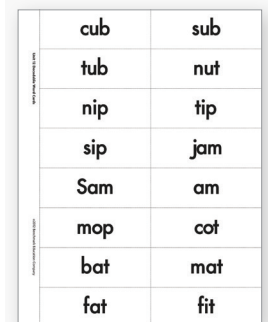 cub sub
tub nut
nip tip
sip jam
Sam am
mop cot
bat mat
fat fit